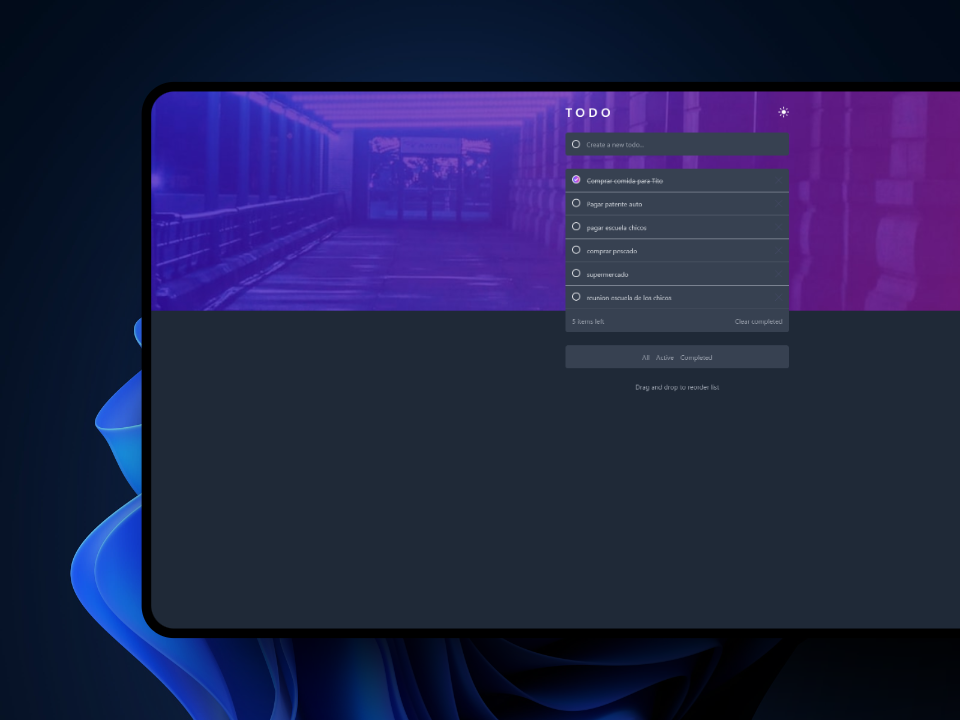 TODO
Create a new todo...
Comprar comida para Tito
Pagar patente auto
pagar escuela chicos
comprar pescado
supermercado
reunion escuela de los chicos
5 items felt. Clear completed
All Active Completed
Drag and drop to reorder list